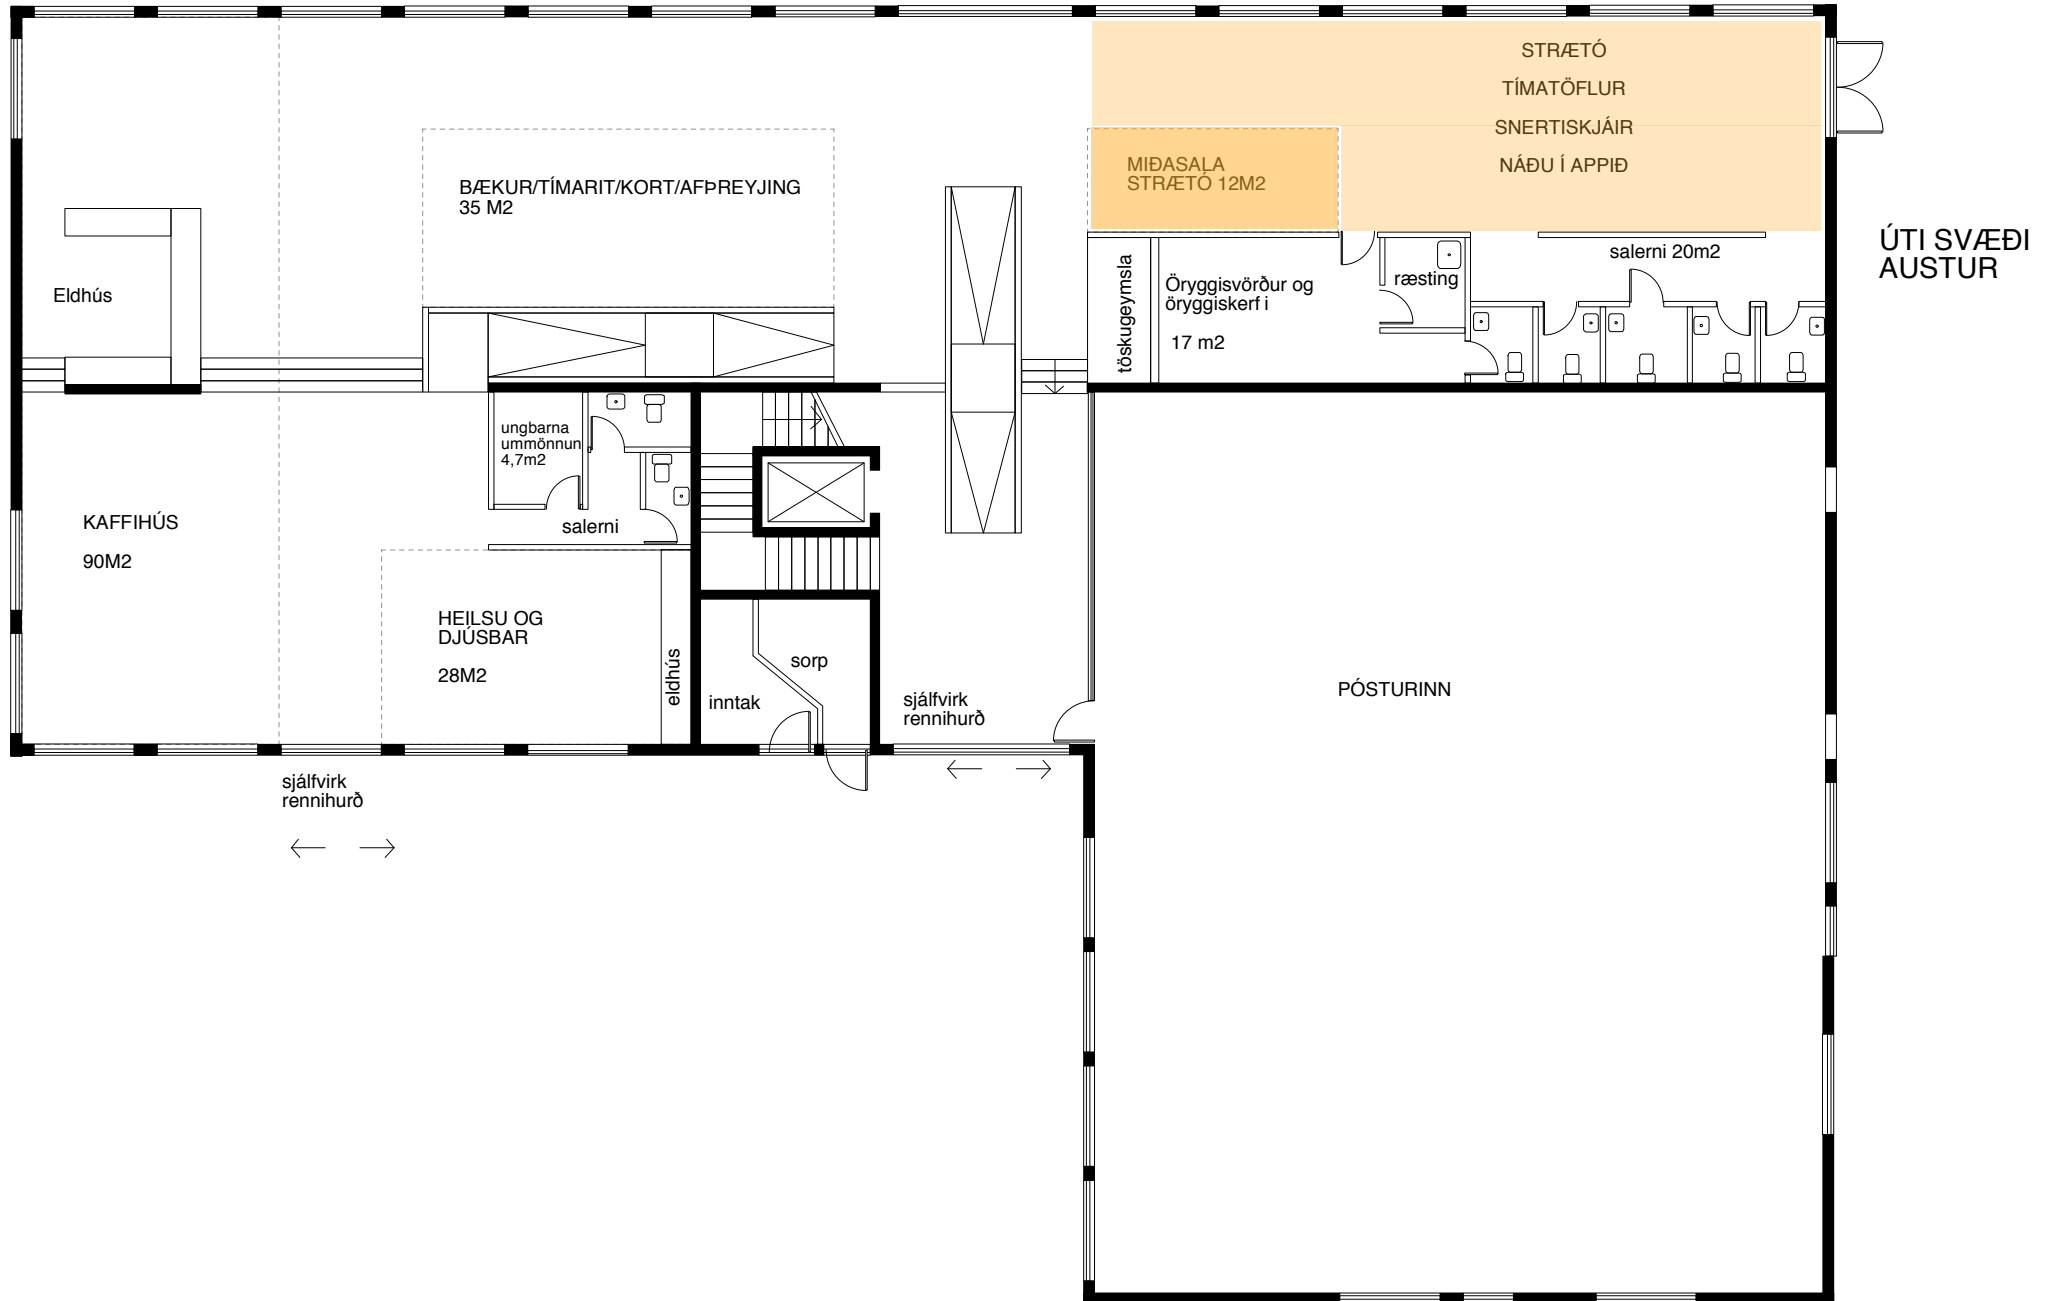 STRÆTÓ
TÍMATÖFLUR
SNERTISKJÁIR
NÁÐU Í APPIÐ
MIÐASALA
STRÆTÓ 12M2
BÆKUR/TÍMARIT/KORT/AFÞREYJING
35 M2
ÚTI SVÆÐI
AUSTUR
salerni 20m2
töskugeymsla
Öryggisvörður og
öryggiskerf i
17 m2
ræsting
Eldhús
ungbarna
ummönnun
4,7m2
salerni
KAFFIHÚS
90M2
HEILSU OG
DJÚSBAR
28M2
eldhús
sorp
inntak
sjálfvirk
rennihurð
PÓSTURINN
sjálfvirk
rennihurð